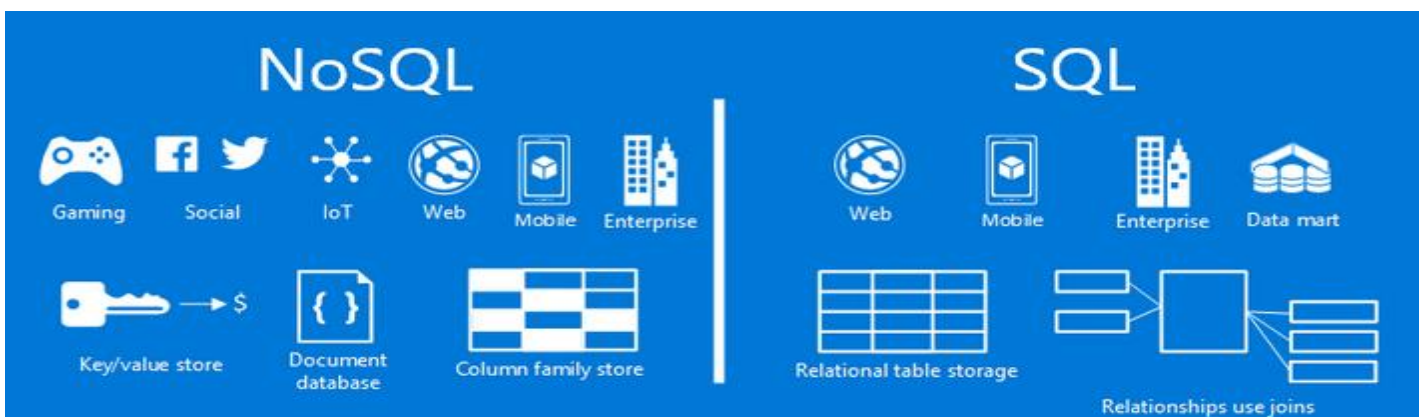 NoSQL
Gaming
Social
IoT
Web
Mobile
Enterprise
$
{ }
Key/value store
Document
database
Column family store
SQL
Web
Mobile
Enterprise
Data mart
Relational table storage
Relationships use joins